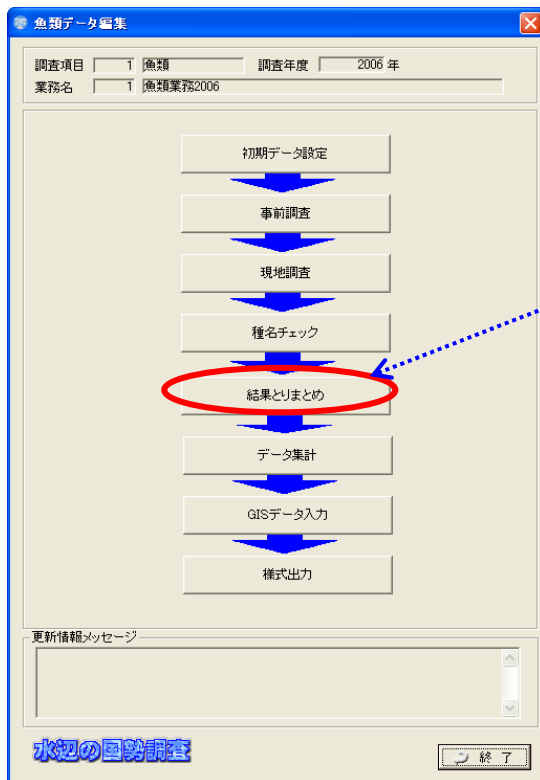 魚類データ編集
調査項目 1 魚類 調査年度 2006 年
業務名 1 魚類業務2006
初期データ設定
事前調査
現地調査
種名チェック
結果とりまとめ
データ集計
GISデータ入力
様式出力
更新情報メッセージ
水辺の国勢調査
終了